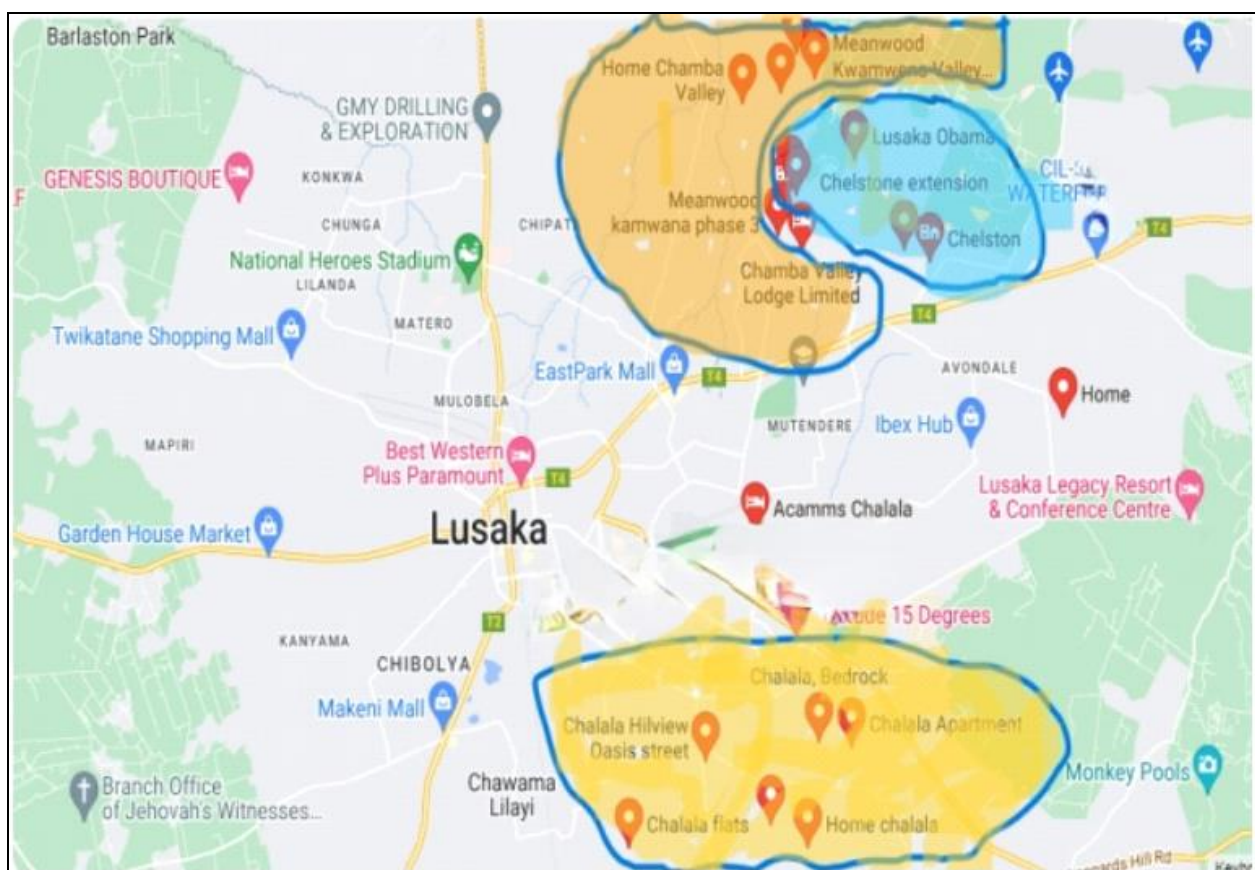 Barlaston Park
Meanwood
Kwamwena Valley...
Home Chamba
Valley
GMY DRILLING
& EXPLORATION
Lusaka Obama
GENESIS BOUTIQUE
KONKWA
Chelstone extension
Meanwood
kamwana phase 3
CHUNGA
CHIPAT
Chelston
T4
National Heroes Stadium
LILANDA
Chamba Valley
Lodge Limited
T4
MATERO
Twikatane Shopping Mall
EastPark Mall
T4
AVONDALE
Home
MULOBELA
MUTENDERE
Ibex Hub
MAPIRI
Best Western
Plus Paramount
T4
Lusaka Legacy Resort
& Conference Centre
Acamms Chalala
Garden House Market
Lusaka
15 Degrees
T2
KANYAMA
CHIBOLYA
Chalala, Bedrock
Makeni Mall
Chalala Hilview
Oasis street
Chalala Apartment
Monkey Pools
Chawama
Lilayi
Branch Office
of Jehovah's Witnesses...
Chalala flats
Home chalala
Hill Rd